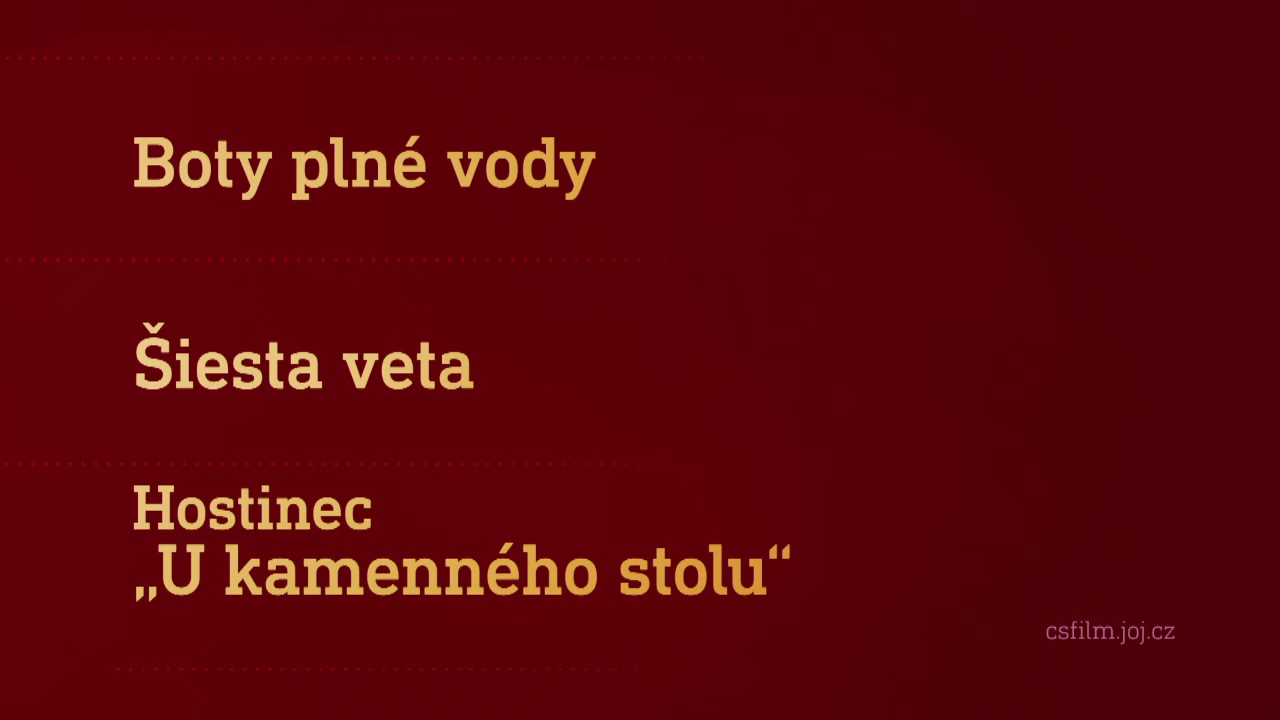 Boty plné vody
Šiesta veta
Hostinec
„U kamenného stolu“
csfilm.joj.cz